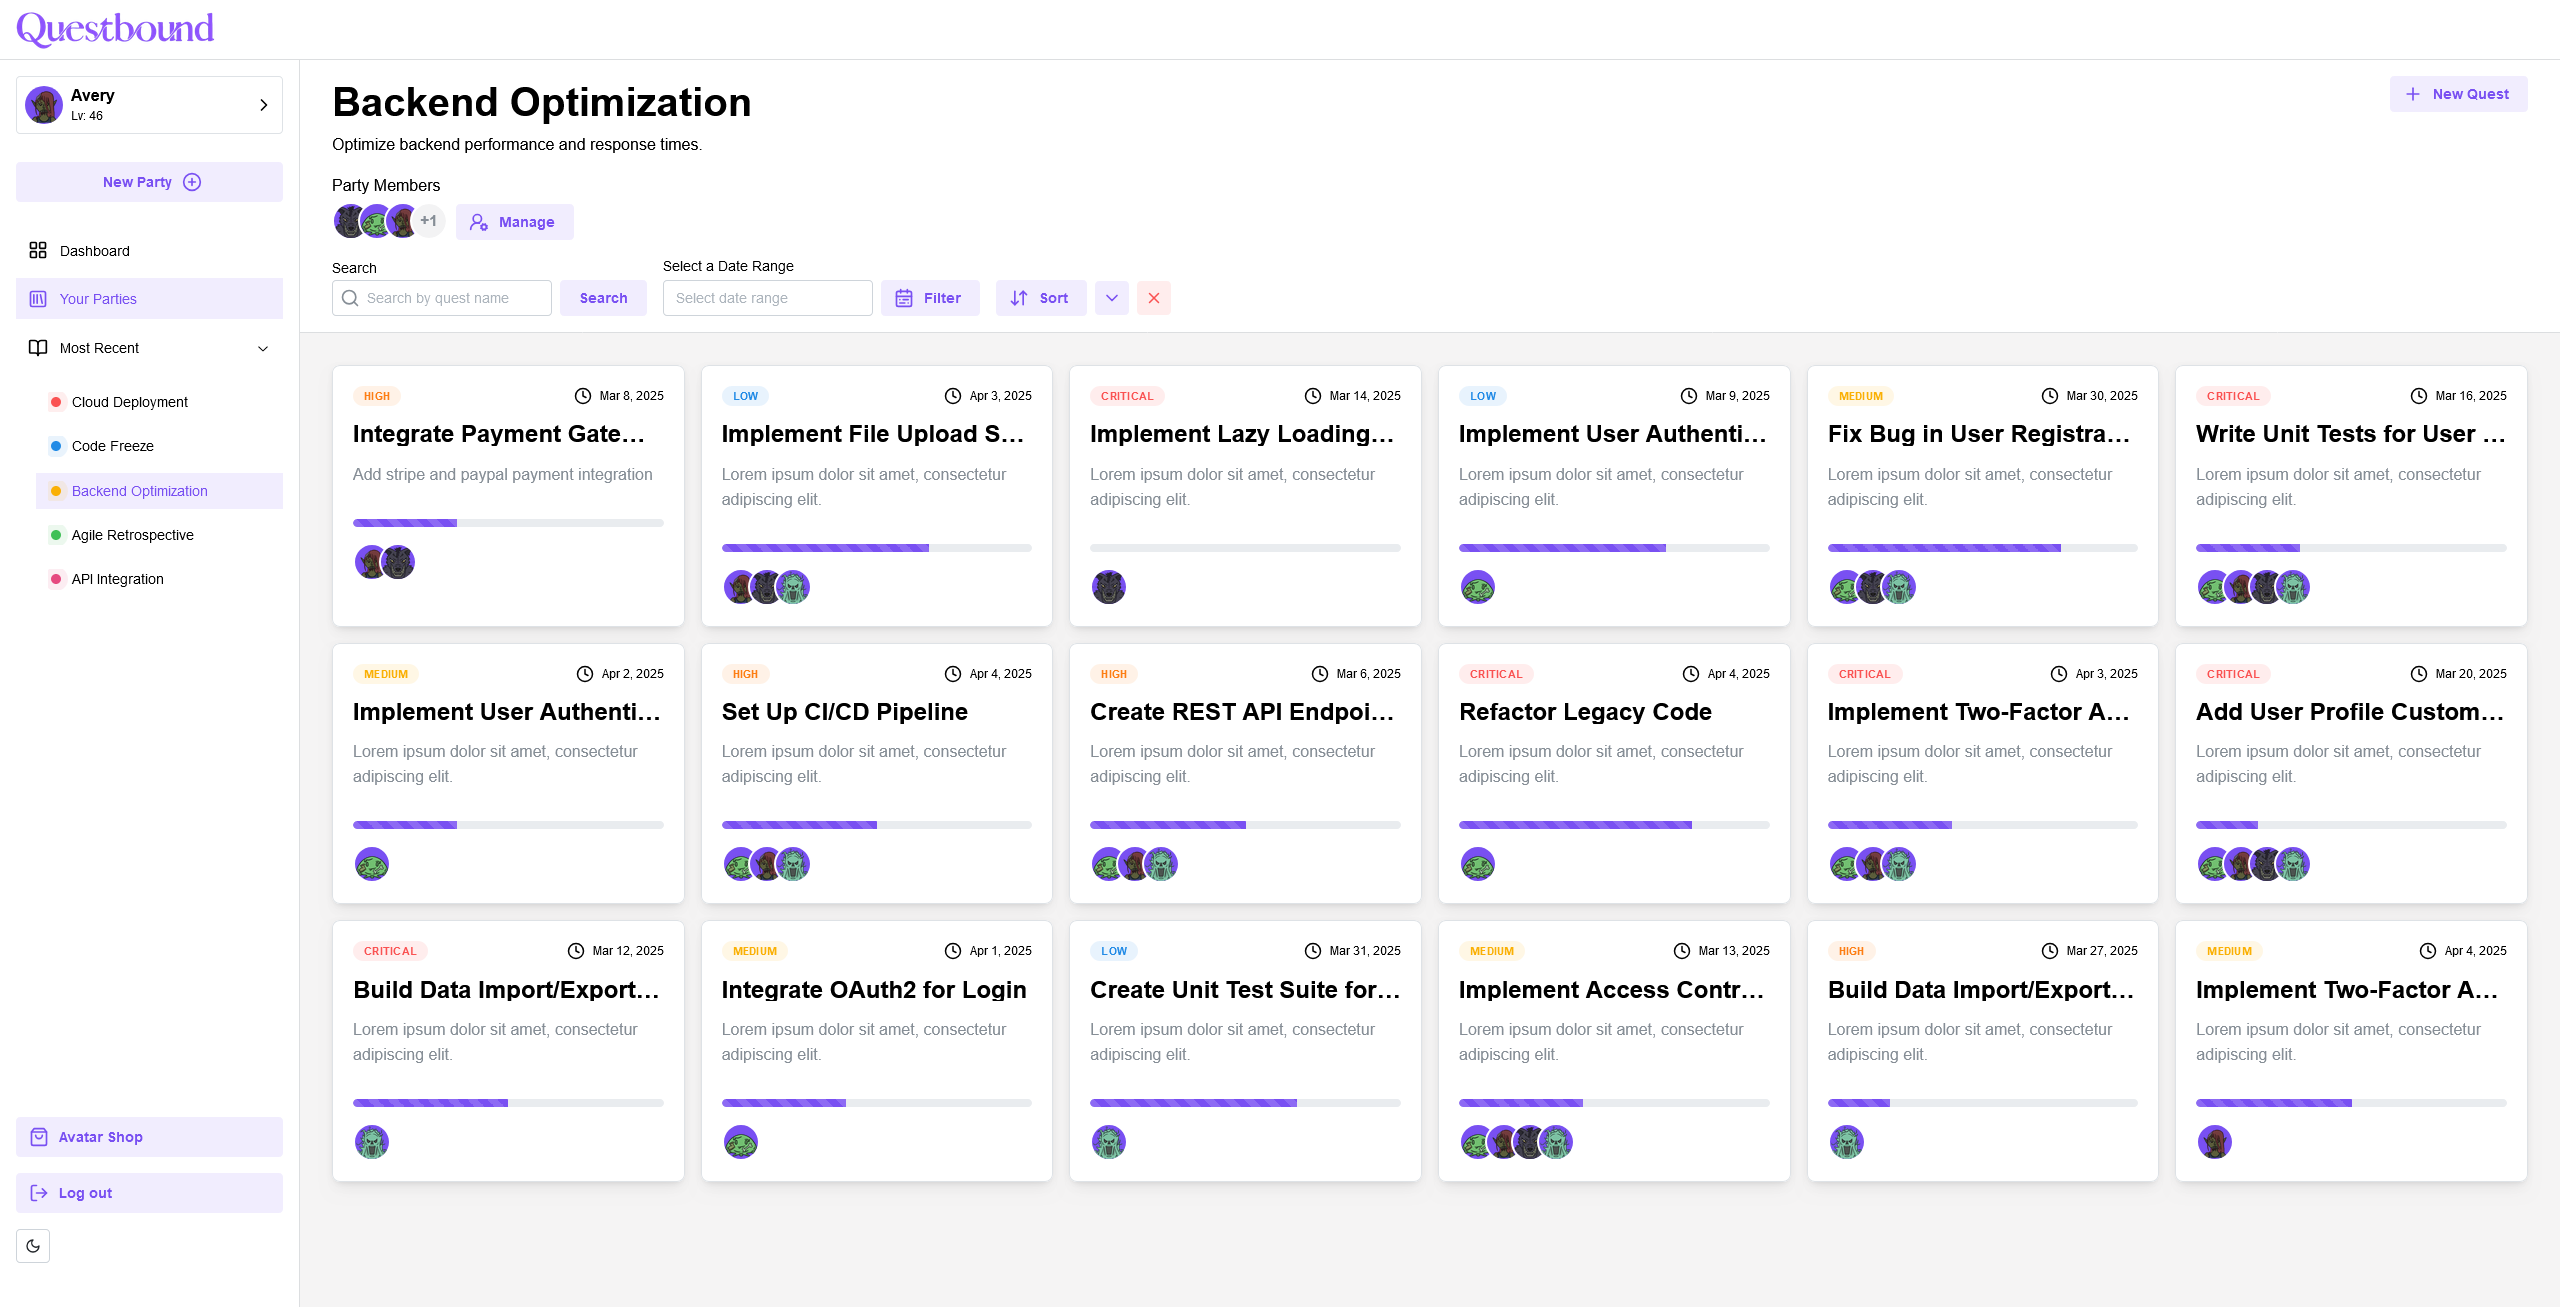 Questbound
Avery
Lv: 46
New Party
Dashboard
Your Parties
Most Recent
Cloud Deployment
Code Freeze
Backend Optimization
Agile Retrospective
API Integration
Avatar Shop
Log out
Backend Optimization
New Quest
Optimize backend performance and response times.
Party Members
+1
Manage
Search
Select a Date Range
Search by quest name
Search
Select date range
Filter
Sort
HIGH
Mar 8, 2025
Integrate Payment Gate...
Add stripe and paypal payment integration
LOW
Apr 3, 2025
Implement File Upload S...
Lorem ipsum dolor sit amet, consectetur
adipiscing elit.
CRITICAL
Mar 14, 2025
Implement Lazy Loading...
Lorem ipsum dolor sit amet, consectetur
adipiscing elit.
LOW
Mar 9, 2025
Implement User Authenti...
Lorem ipsum dolor sit amet, consectetur
adipiscing elit.
MEDIUM
Mar 30, 2025
Fix Bug in User Registra...
Lorem ipsum dolor sit amet, consectetur
adipiscing elit.
CRITICAL
Mar 16, 2025
Write Unit Tests for User ...
Lorem ipsum dolor sit amet, consectetur
adipiscing elit.
MEDIUM
Apr 2, 2025
Implement User Authenti...
Lorem ipsum dolor sit amet, consectetur
adipiscing elit.
HIGH
Apr 4, 2025
Set Up CI/CD Pipeline
Lorem ipsum dolor sit amet, consectetur
adipiscing elit.
HIGH
Mar 6, 2025
Create REST API Endpoi...
Lorem ipsum dolor sit amet, consectetur
adipiscing elit.
CRITICAL
Apr 4, 2025
Refactor Legacy Code
Lorem ipsum dolor sit amet, consectetur
adipiscing elit.
CRITICAL
Apr 3, 2025
Implement Two-Factor A...
Lorem ipsum dolor sit amet, consectetur
adipiscing elit.
CRITICAL
Mar 20, 2025
Add User Profile Custom...
Lorem ipsum dolor sit amet, consectetur
adipiscing elit.
CRITICAL
Mar 12, 2025
Build Data Import/Export...
Lorem ipsum dolor sit amet, consectetur
adipiscing elit.
MEDIUM
Apr 1, 2025
Integrate OAuth2 for Login
Lorem ipsum dolor sit amet, consectetur
adipiscing elit.
LOW
Mar 31, 2025
Create Unit Test Suite for...
Lorem ipsum dolor sit amet, consectetur
adipiscing elit.
MEDIUM
Mar 13, 2025
Implement Access Contr...
Lorem ipsum dolor sit amet, consectetur
adipiscing elit.
HIGH
Mar 27, 2025
Build Data Import/Export...
Lorem ipsum dolor sit amet, consectetur
adipiscing elit.
MEDIUM
Apr 4, 2025
Implement Two-Factor A...
Lorem ipsum dolor sit amet, consectetur
adipiscing elit.